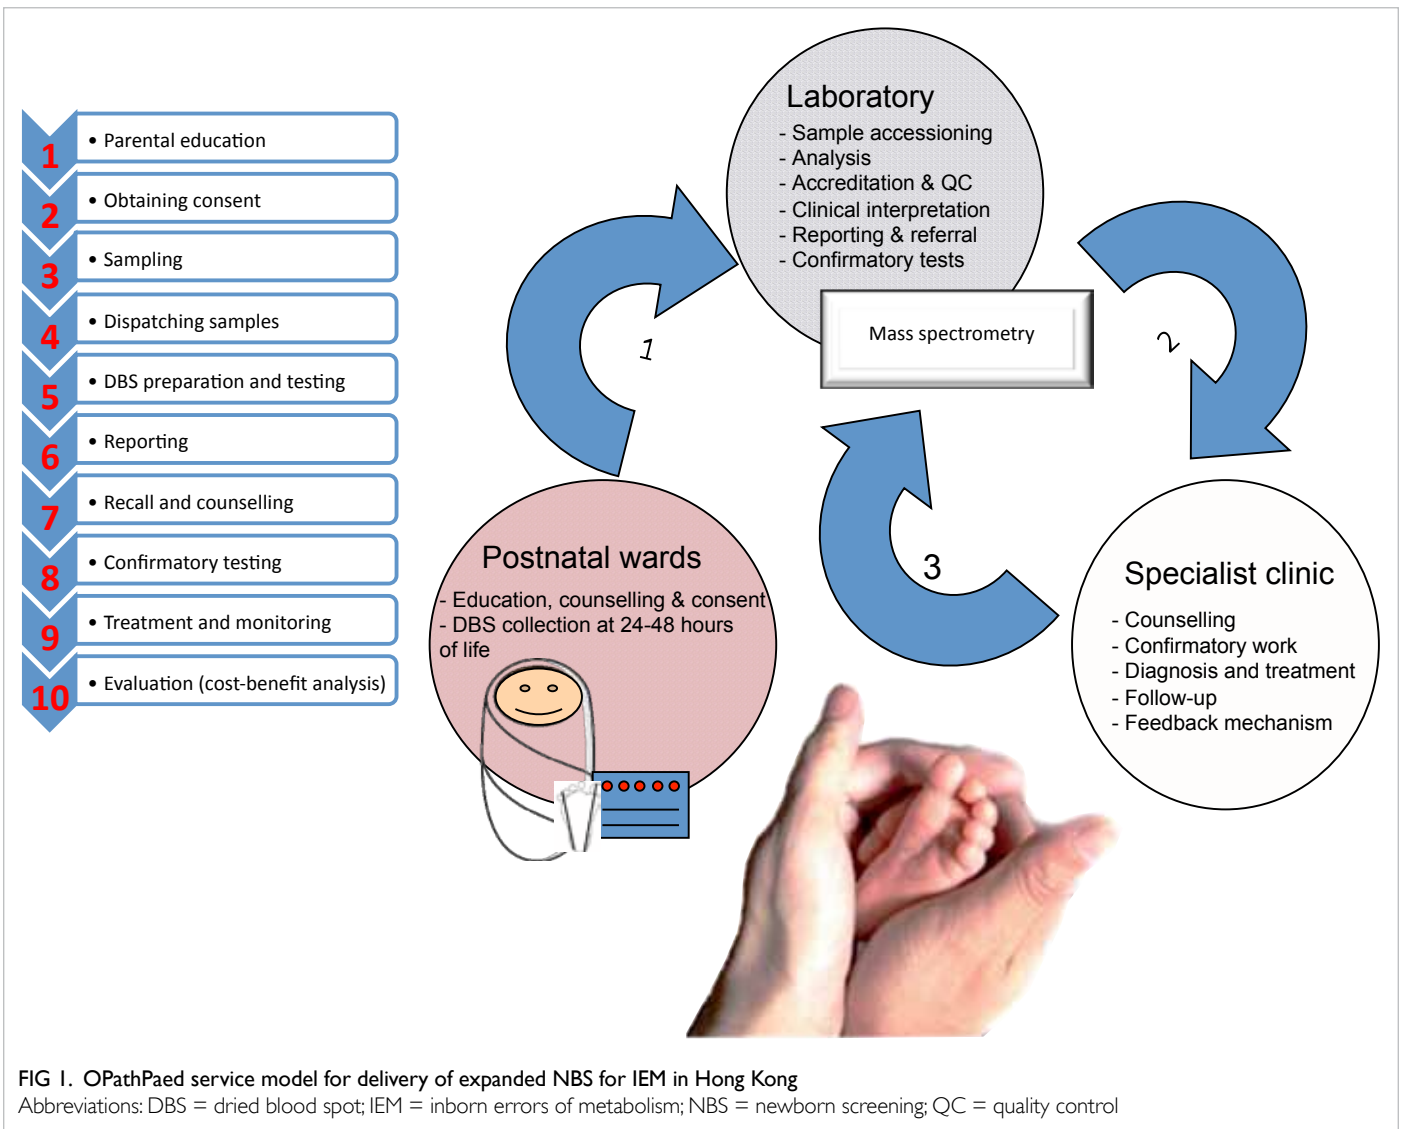 1
• Parental education
2
• Obtaining consent
3
• Sampling
4
• Dispatching samples
5
• DBS preparation and testing
6
• Reporting
7
• Recall and counselling
8
• Confirmatory testing
9
• Treatment and monitoring
10
• Evaluation (cost-benefit analysis)
Laboratory
- Sample accessioning
- Analysis
- Accreditation & QC
- Clinical interpretation
- Reporting & referral
- Confirmatory tests
Mass spectrometry
1
2
3
Postnatal wards
- Education, counselling & consent
- DBS collection at 24-48 hours
of life
Specialist clinic
- Counselling
- Confirmatory work
- Diagnosis and treatment
- Follow-up
- Feedback mechanism
FIG 1. OPathPaed service model for delivery of expanded NBS for IEM in Hong Kong
Abbreviations: DBS = dried blood spot; IEM = inborn errors of metabolism; NBS = newborn screening; QC = quality control